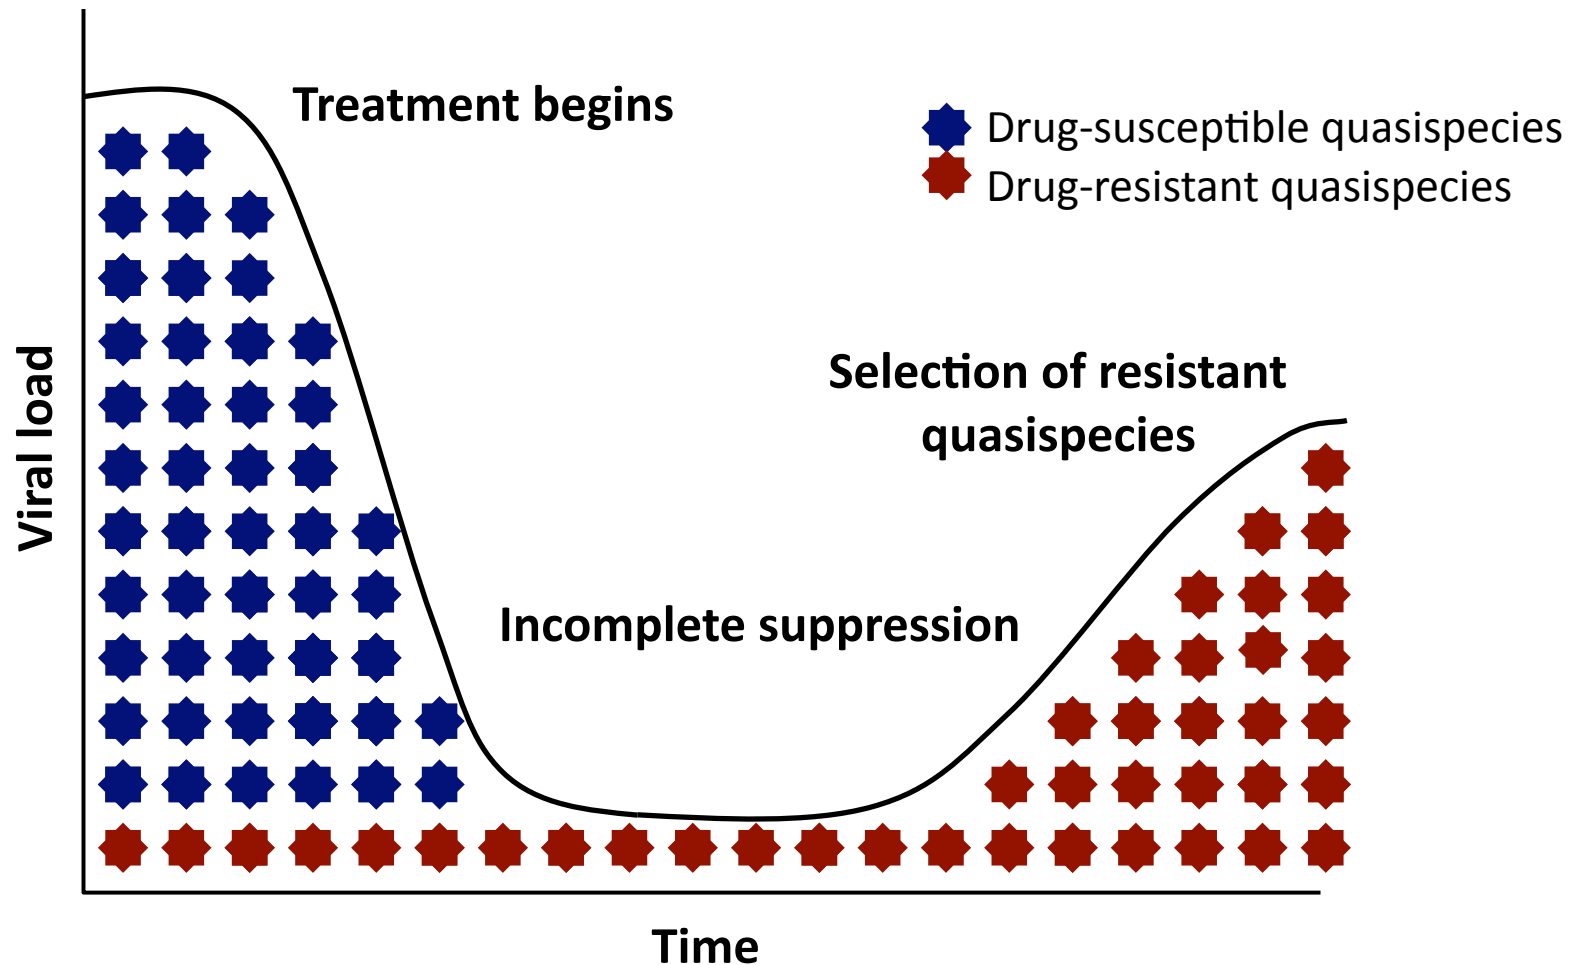 Treatment begins
Drug-susceptible quasispecies
Drug-resistant quasispecies
Viral load
Selection of resistant
quasispecies
Incomplete suppression
Time